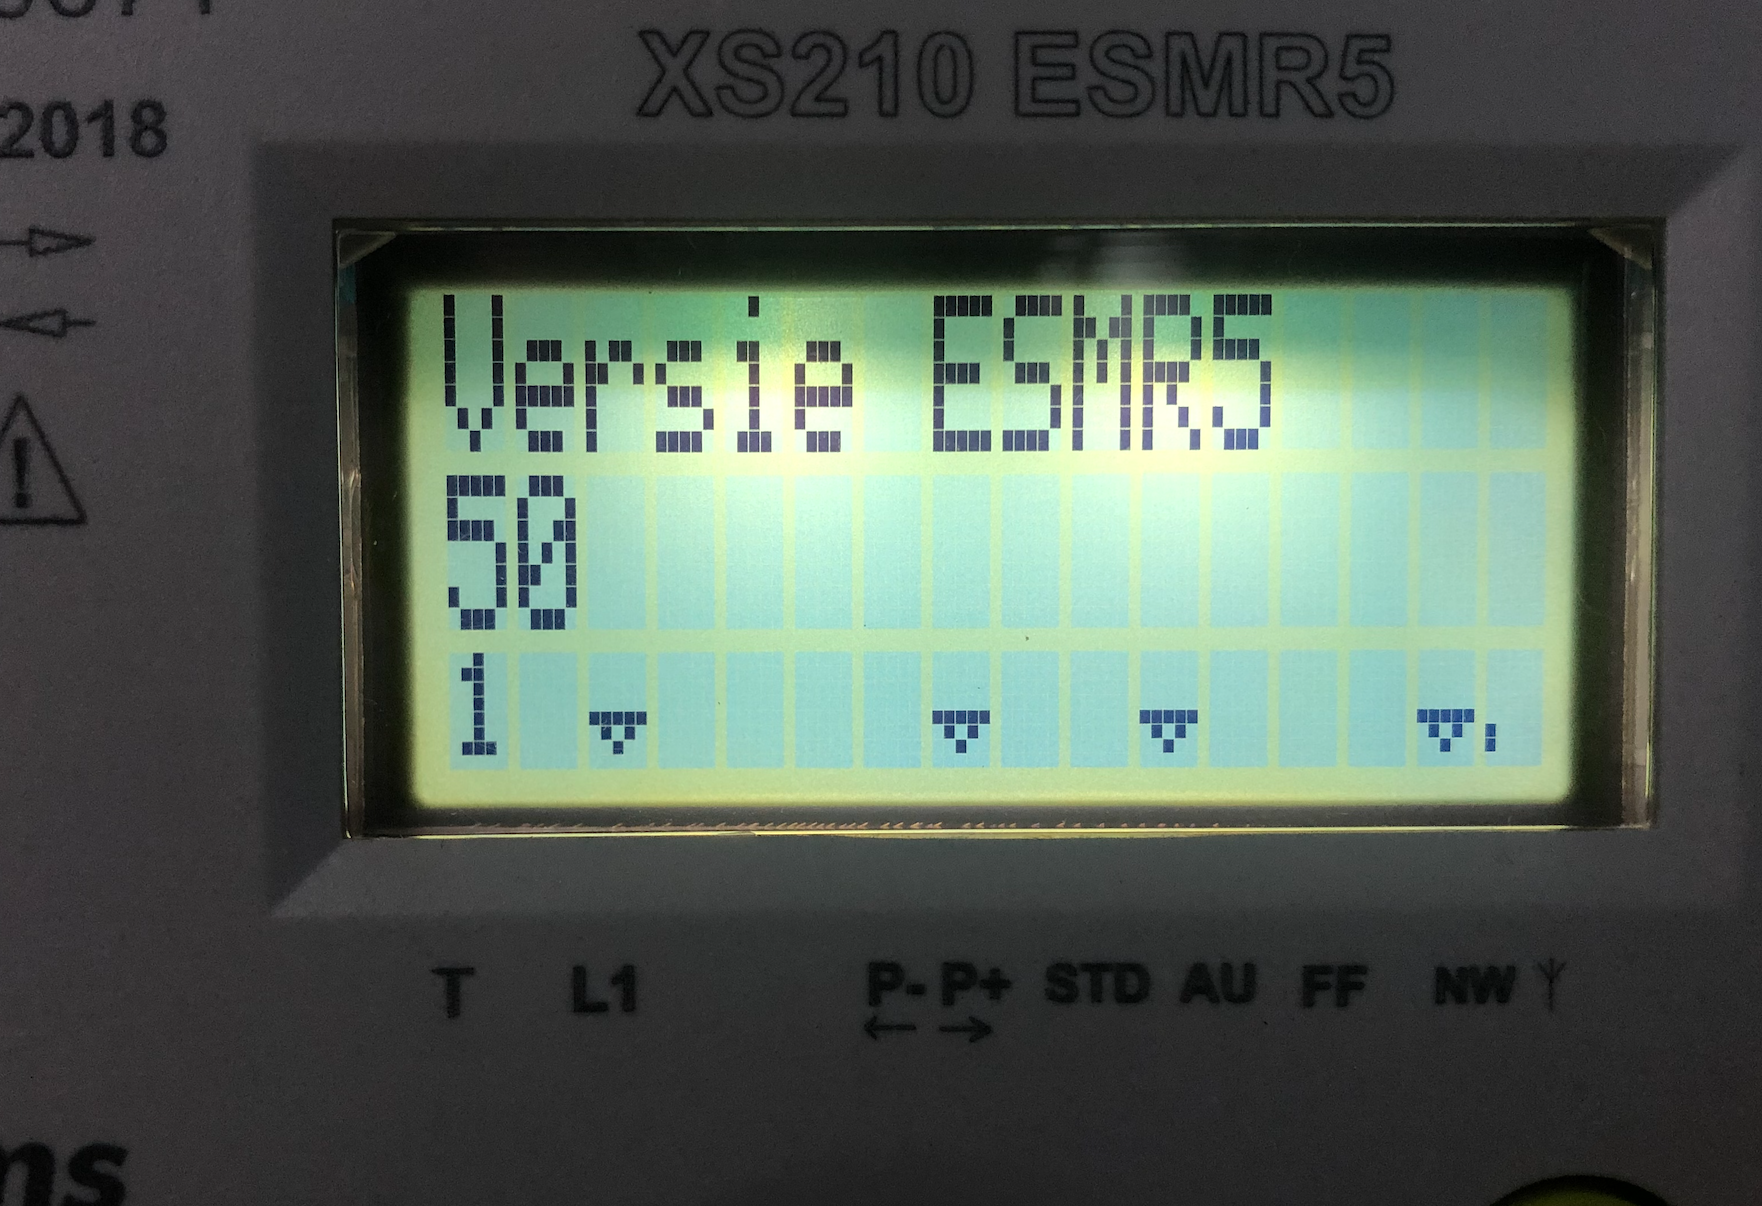 XS210 ESMR5
2018
Versie ESMR5
50
1
T L1 P- P+ STD AU FF NW